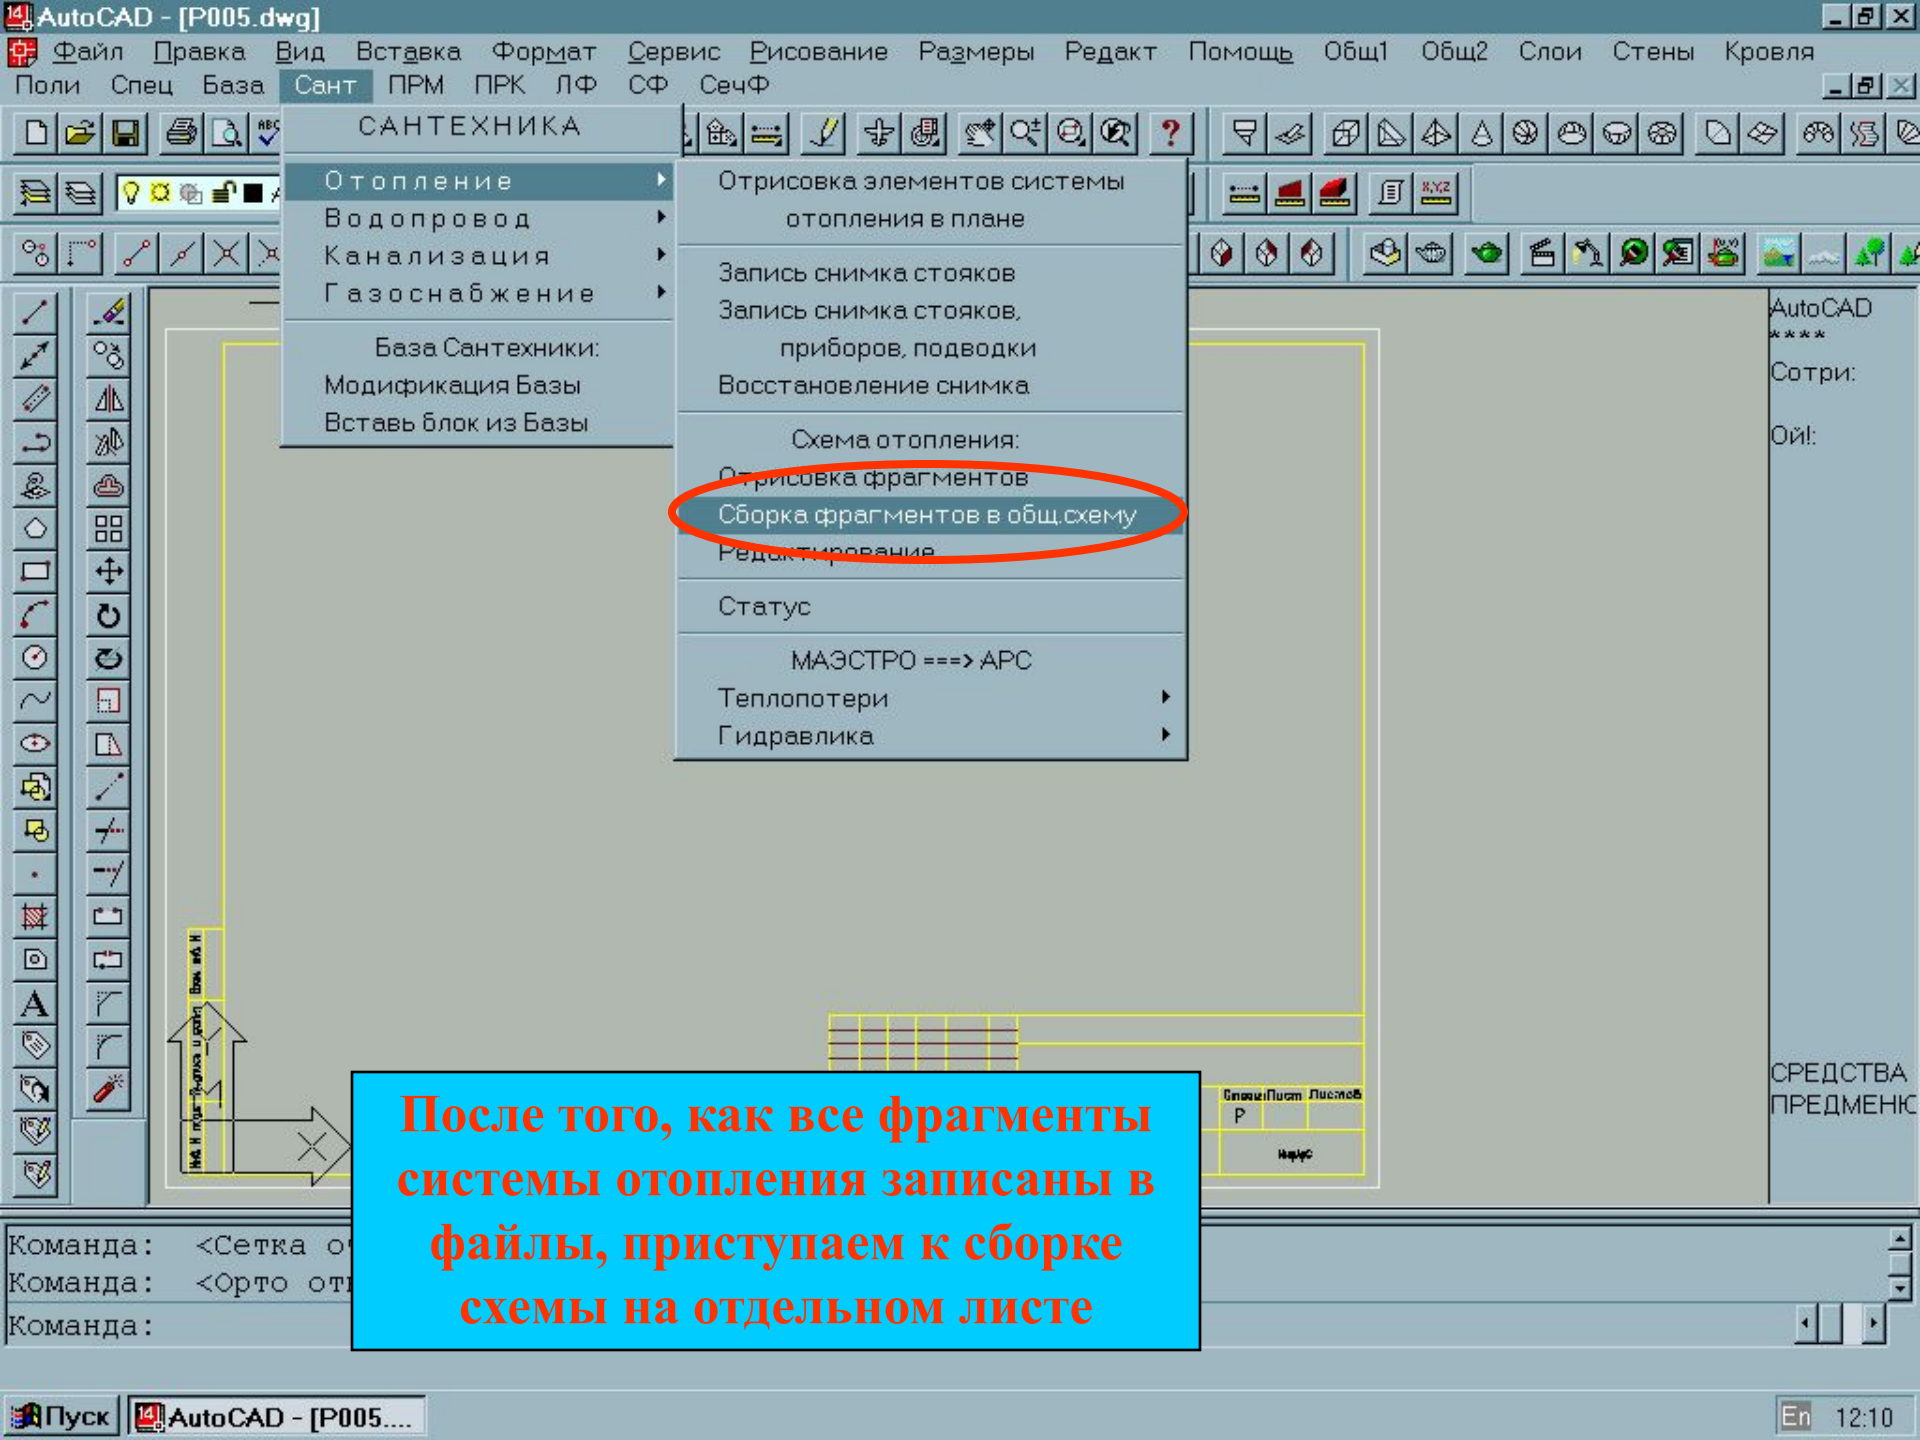 AutoCAD - [P005.dwg]
Файл Правка Вид Вставка Формат Сервис Рисование Размеры Редакт Помощь Общ1 Общ2 Слои Стены Кровля
Поли Спец База Сант ПРМ ПРК ЛФ СФ СечФ
САНТЕХНИКА
Отопление
Водопровод
Канализация
Газоснабжение
База Сантехники:
Модификация Базы
Вставь блок из Базы
Отрисовка элементов системы
отопления в плане
Запись снимка стояков
Запись снимка стояков,
приборов, подводки
Восстановление снимка
Схема отопления:
Отрисовка фрагментов
Сборка фрагментов в общ.схему
Редактирование
Статус
МАЭСТРО ===> АРС
Теплопотери
Гидравлика
AutoCAD
****
Сотри:
Ой!:
СРЕДСТВА
ПРЕДМЕНЮ
Лист Листов
Р
После того, как все фрагменты
системы отопления записаны в
файлы, приступаем к сборке
схемы на отдельном листе
Команда: <Сетка
Команда: <Орто
Команда:
Пуск
AutoCAD - [P005....
En 12:10